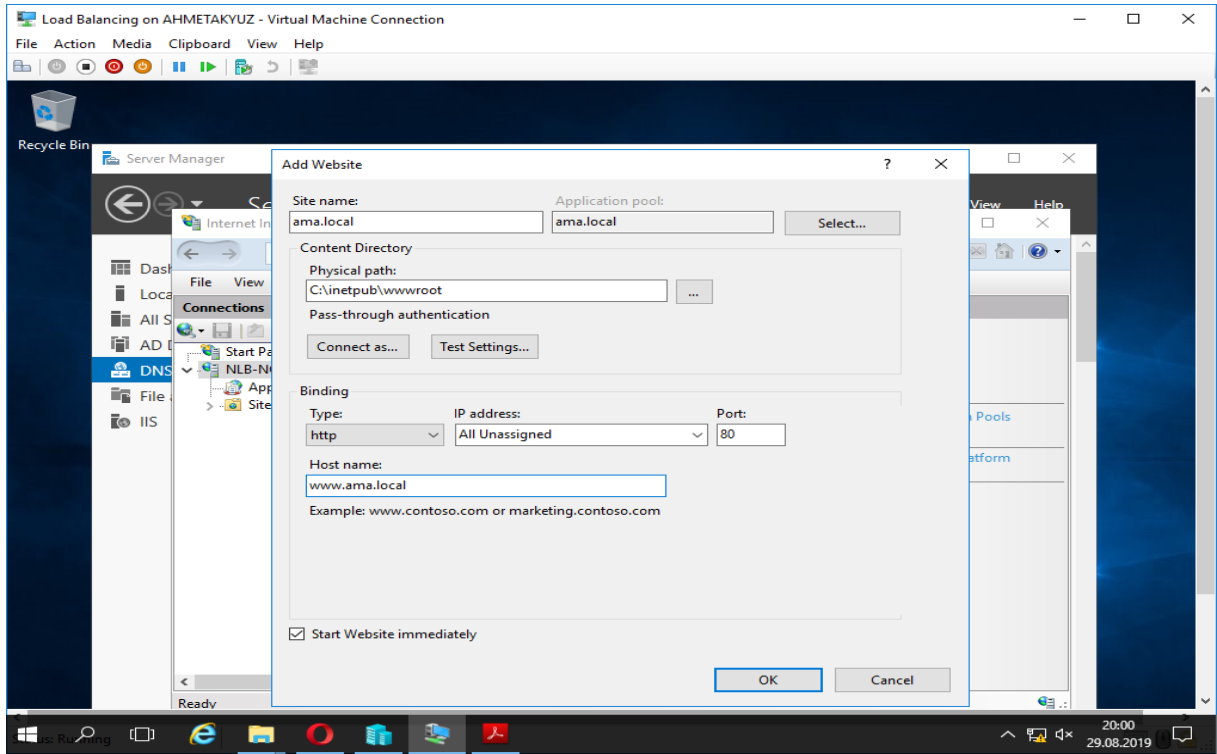 Load Balancing on AHMETAKYUZ - Virtual Machine Connection
File Action Media Clipboard View Help
Recycle Bin
Server Manager
View Help
Internet In
File View
Connections
Start Pa
NLB-N
App
Site
Dash
Loca
All S
AD D
DNS
File a
IIS
Pools
atform
Ready
Add Website
?
Site name:
Application pool:
ama.local
ama.local
Select...
Content Directory
Physical path:
C:\inetpub\wwwroot
...
Pass-through authentication
Connect as...
Test Settings...
Binding
Type:
IP address:
Port:
http
All Unassigned
80
Host name:
www.ama.local
Example: www.contoso.com or marketing.contoso.com
Start Website immediately
OK
Cancel
20:00
29.08.2019